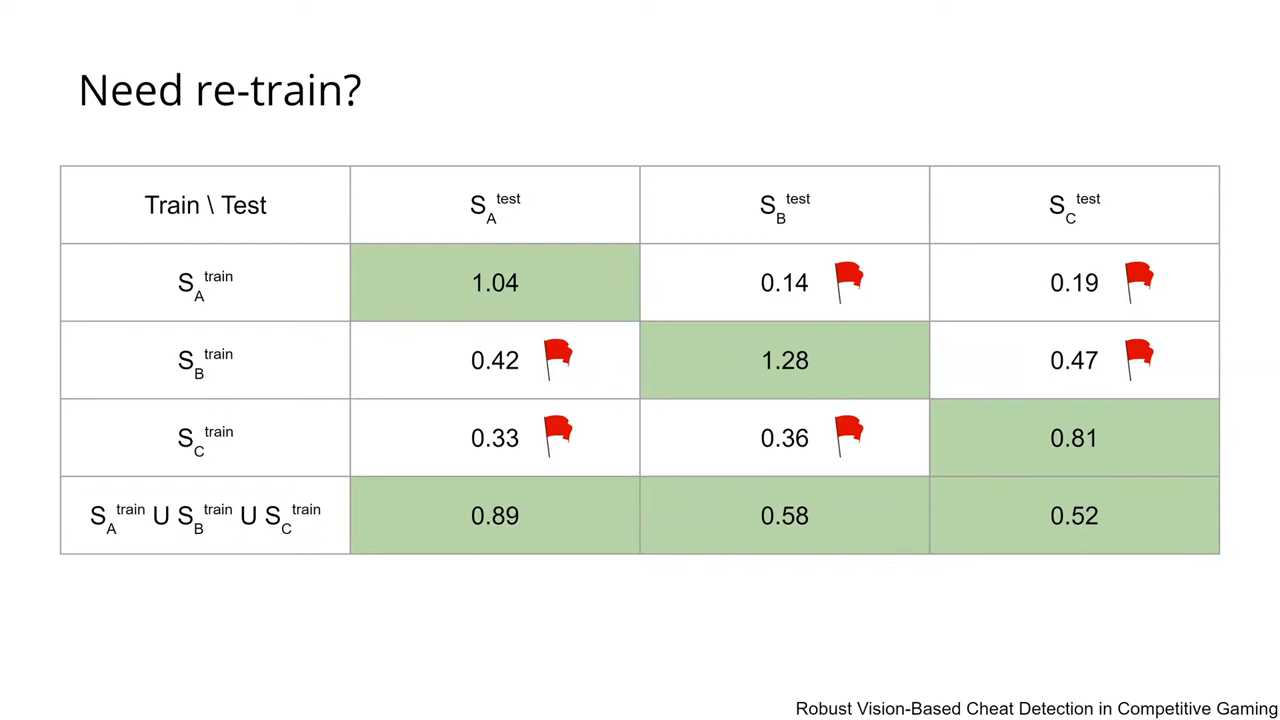 Need re-train?
Train \ Test S_A^test S_B^test S_C^test
S_A^train 1.04 0.14 0.19
S_B^train 0.42 1.28 0.47
S_C^train 0.33 0.36 0.81
S_A^train U S_B^train U S_C^train 0.89 0.58 0.52
Robust Vision-Based Cheat Detection in Competitive Gaming